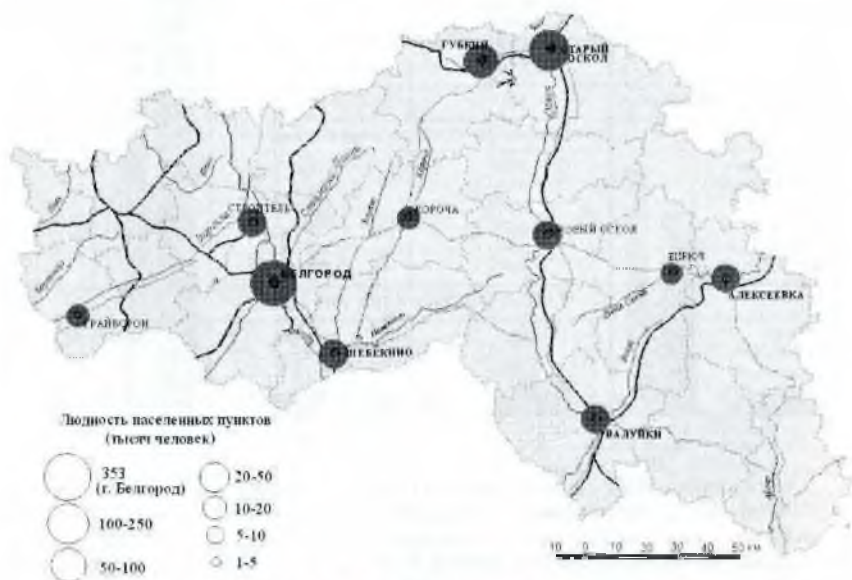 ГУБКИН
СТАРЫЙ
ОСКОЛ
СТРОИТЕЛЬ
КОРОЧА
НОВЫЙ ОСКОЛ
БИРЮЧ
АЛЕКСЕЕВКА
БЕЛГОРОД
ГРАЙВОРОН
ШЕБЕКИНО
ВАЛУЙКИ
Людность населенных пунктов
(тысяч человек)
353
(г. Белгород)
100-250
50-100
20-50
10-20
5-10
1-5
10 0 10 20 30 40 50 км